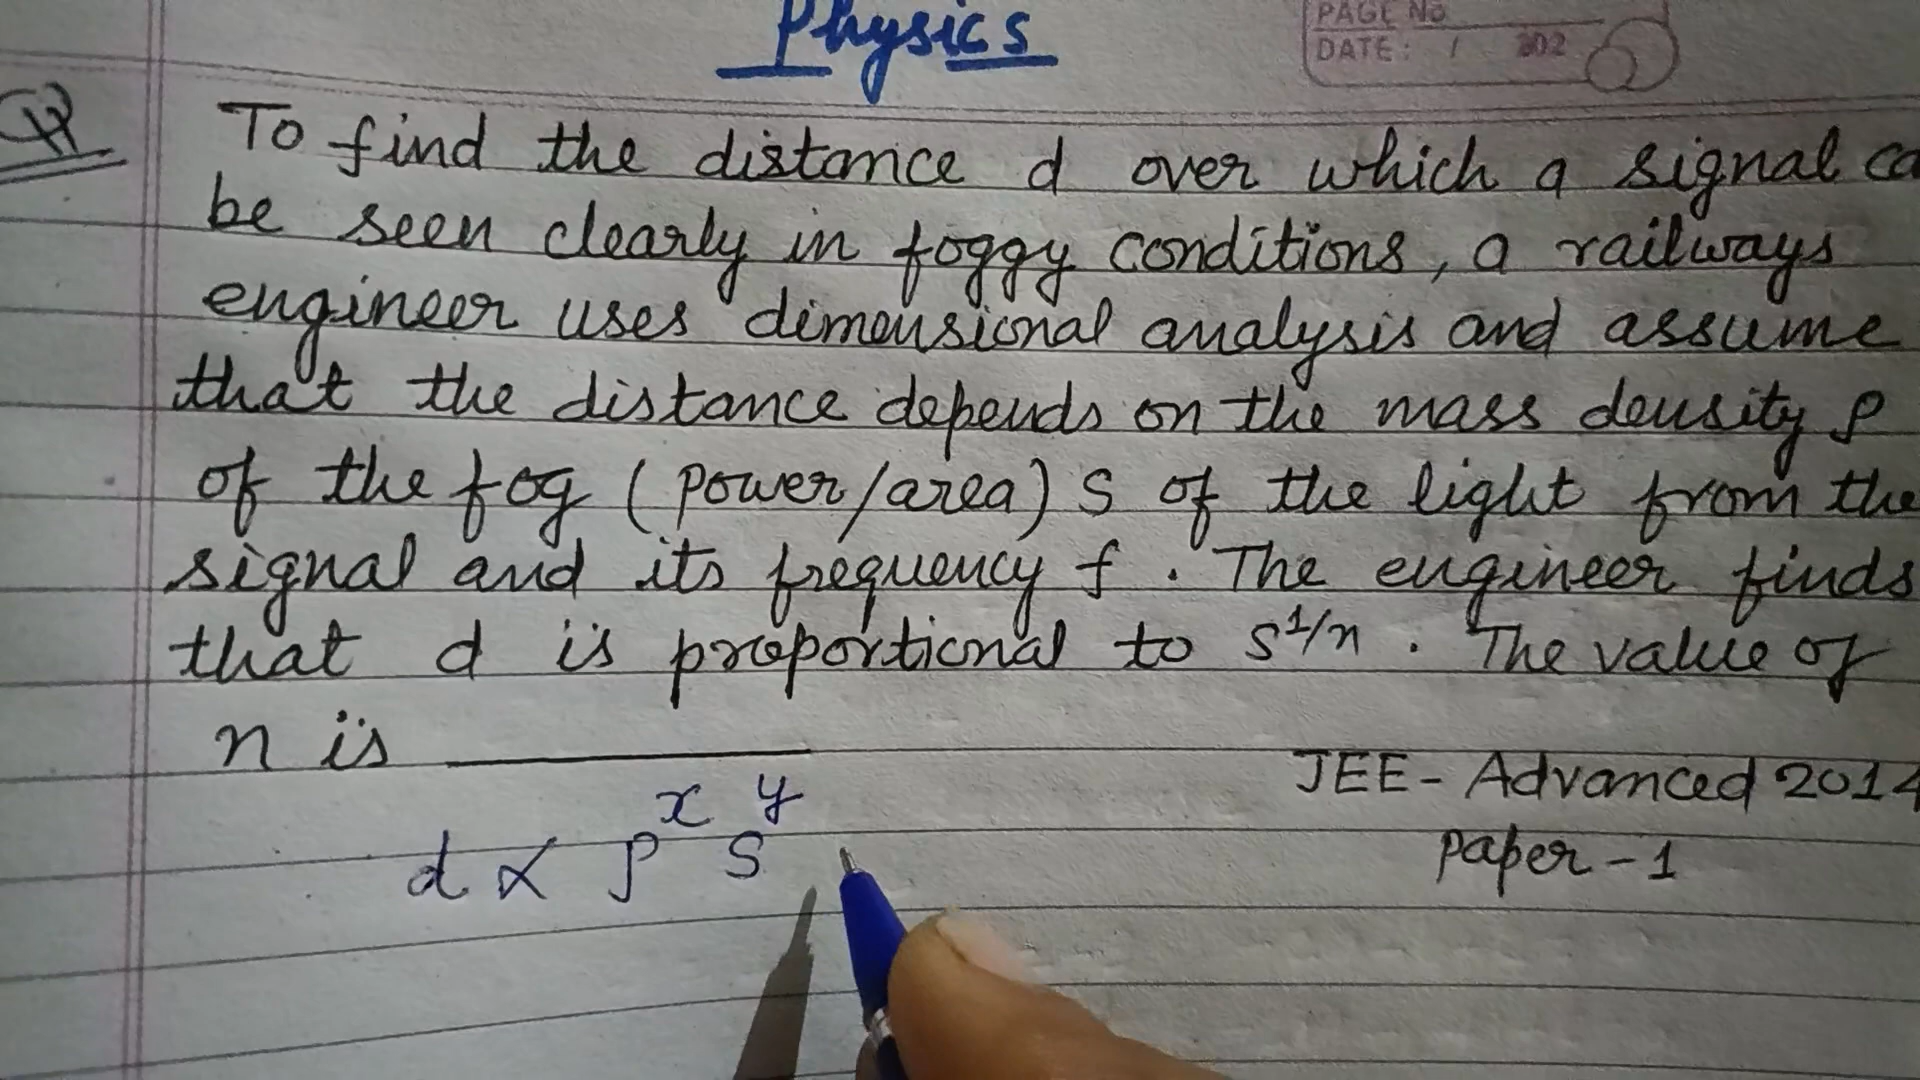 Physics
PAGE No
DATE: / 202
Q
To find the distance d over which a signal ca
be seen clearly in foggy conditions, a railways
engineer uses dimensional analysis and assume
that the distance depends on the mass density ρ
of the fog (power/area) S of the light from the
signal and its frequency f. The engineer finds
that d is proportional to S^1/n. The value of
n is ________
JEE- Advanced 2014
paper-1
d ∝ ρ^x S^y